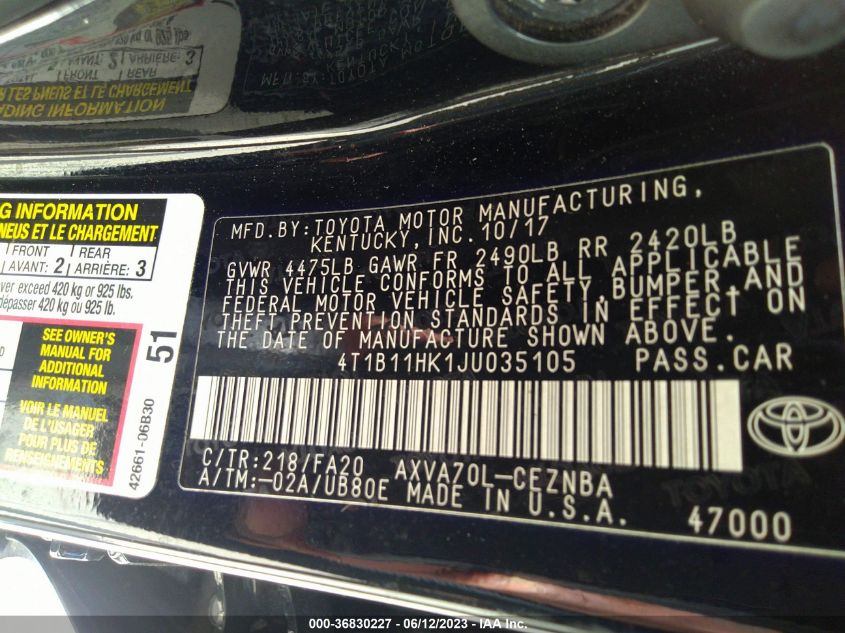 G INFORMATION
NEUS ET LE CHARGEMENT
FRONT REAR
AVANT: 2 ARRIÈRE: 3
ver exceed 420 kg or 925 lbs.
dépasser 420 kg ou 925 lb.
SEE OWNER'S
MANUAL FOR
ADDITIONAL
INFORMATION
VOIR LE MANUEL
DE L'USAGER
POUR PLUS DE
RENSEIGNEMENTS
51
42661-06B30
MFD.BY:TOYOTA MOTOR MANUFACTURING,
KENTUCKY,INC.10/17
GVWR 4475LB GAWR FR 2490LB RR 2420LB
THIS VEHICLE CONFORMS TO ALL APPLICABLE
FEDERAL MOTOR VEHICLE SAFETY,BUMPER,AND
THEFT PREVENTION STANDARDS IN EFFECT ON
THE DATE OF MANUFACTURE SHOWN ABOVE.
4T1B11HK1JU035105 PASS.CAR
C/TR:218/FA20 AXVA70L-CEZNBA
A/TM:-02A/UB80E MADE IN U.S.A.
47000
000-36830227 - 06/12/2023 - IAA Inc.